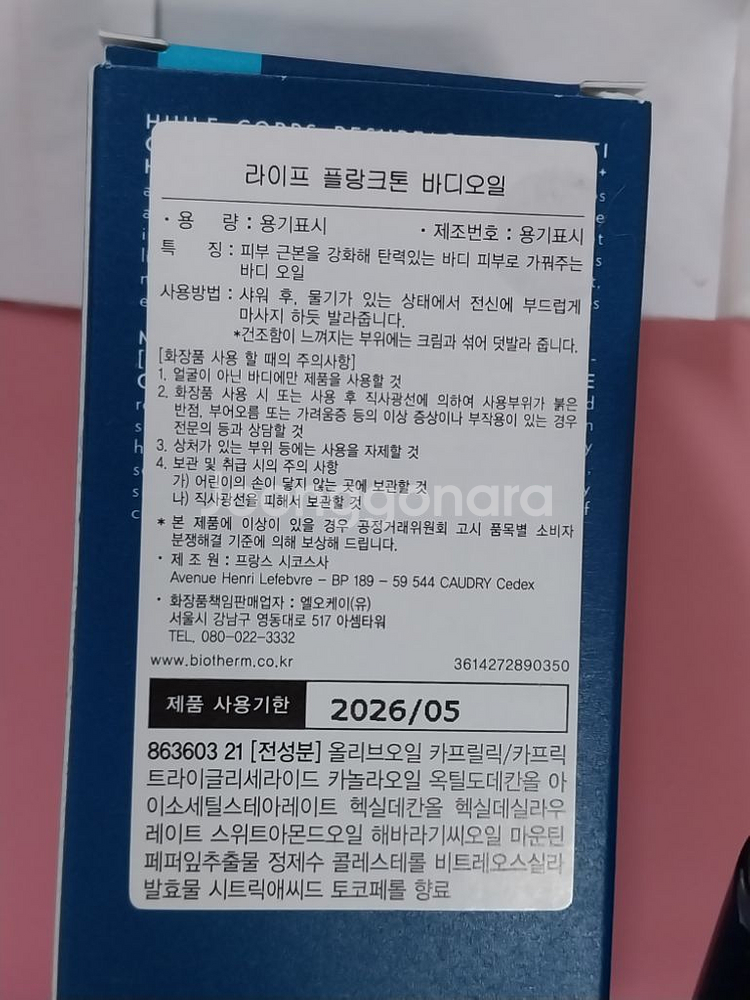 라이프 플랑크톤 바디오일
· 용 량 : 용기표시 · 제조번호 : 용기표시
특 징 : 피부 근본을 강화해 탄력있는 바디 피부로 가꿔주는
바디 오일
사용방법 : 샤워 후, 물기가 있는 상태에서 전신에 부드럽게
마사지 하듯 발라줍니다.
*건조함이 느껴지는 부위에는 크림과 섞어 덧발라 줍니다.
[화장품 사용 할 때의 주의사항]
1. 얼굴이 아닌 바디에만 제품을 사용할 것
2. 화장품 사용 시 또는 사용 후 직사광선에 의하여 사용부위가 붉은
반점, 부어오름 또는 가려움증 등의 이상 증상이나 부작용이 있는 경우
전문의 등과 상담할 것
3. 상처가 있는 부위 등에는 사용을 자제할 것
4. 보관 및 취급 시의 주의 사항
가) 어린이의 손이 닿지 않는 곳에 보관할 것
나) 직사광선을 피해서 보관할 것
Joonggonara
* 본 제품에 이상이 있을 경우 공정거래위원회 고시 품목별 소비자
분쟁해결 기준에 의해 보상해 드립니다.
· 제 조 원 : 프랑스 시코스사
Avenue Henri Lefebvre – BP 189 – 59 544 CAUDRY Cedex
· 화장품책임판매업자 : 엘오케이(유)
서울시 강남구 영동대로 517 아셈타워
TEL. 080-022-3332
www.biotherm.co.kr 3614272890350
제품 사용기한 2026/05
863603 21 [전성분] 올리브오일 카프릴릭/카프릭
트라이글리세라이드 카놀라오일 옥틸도데칸올 아
이소세틸스테아레이트 헥실데칸올 헥실데실라우
레이트 스위트아몬드오일 해바라기씨오일 마운틴
페퍼잎추출물 정제수 콜레스테롤 비트레오스실라
발효물 시트릭애씨드 토코페롤 향료